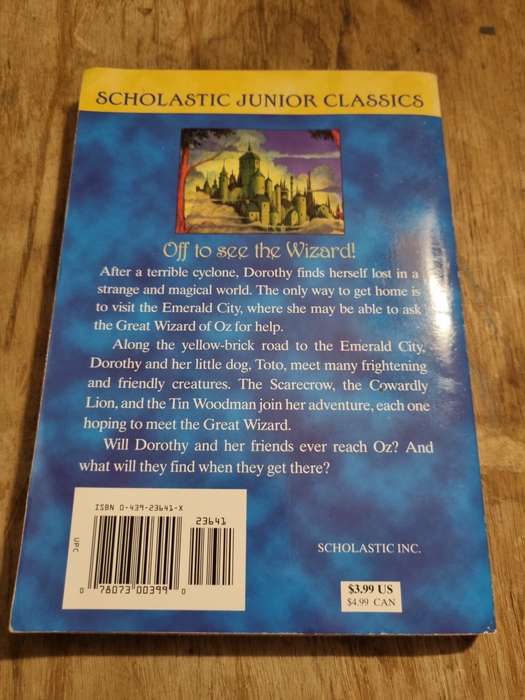 SCHOLASTIC JUNIOR CLASSICS
Off to see the Wizard!
After a terrible cyclone, Dorothy finds herself lost in a
strange and magical world. The only way to get home is
to visit the Emerald City, where she may be able to ask
the Great Wizard of Oz for help.
Along the yellow-brick road to the Emerald City,
Dorothy and her little dog, Toto, meet many frightening
and friendly creatures. The Scarecrow, the Cowardly
Lion, and the Tin Woodman join her adventure, each one
hoping to meet the Great Wizard.
Will Dorothy and her friends ever reach Oz? And
what will they find when they get there?
ISBN 0-439-23641-X
23641
UPC
0 78073 00399 0
SCHOLASTIC INC.
$3.99 US
$4.99 CAN